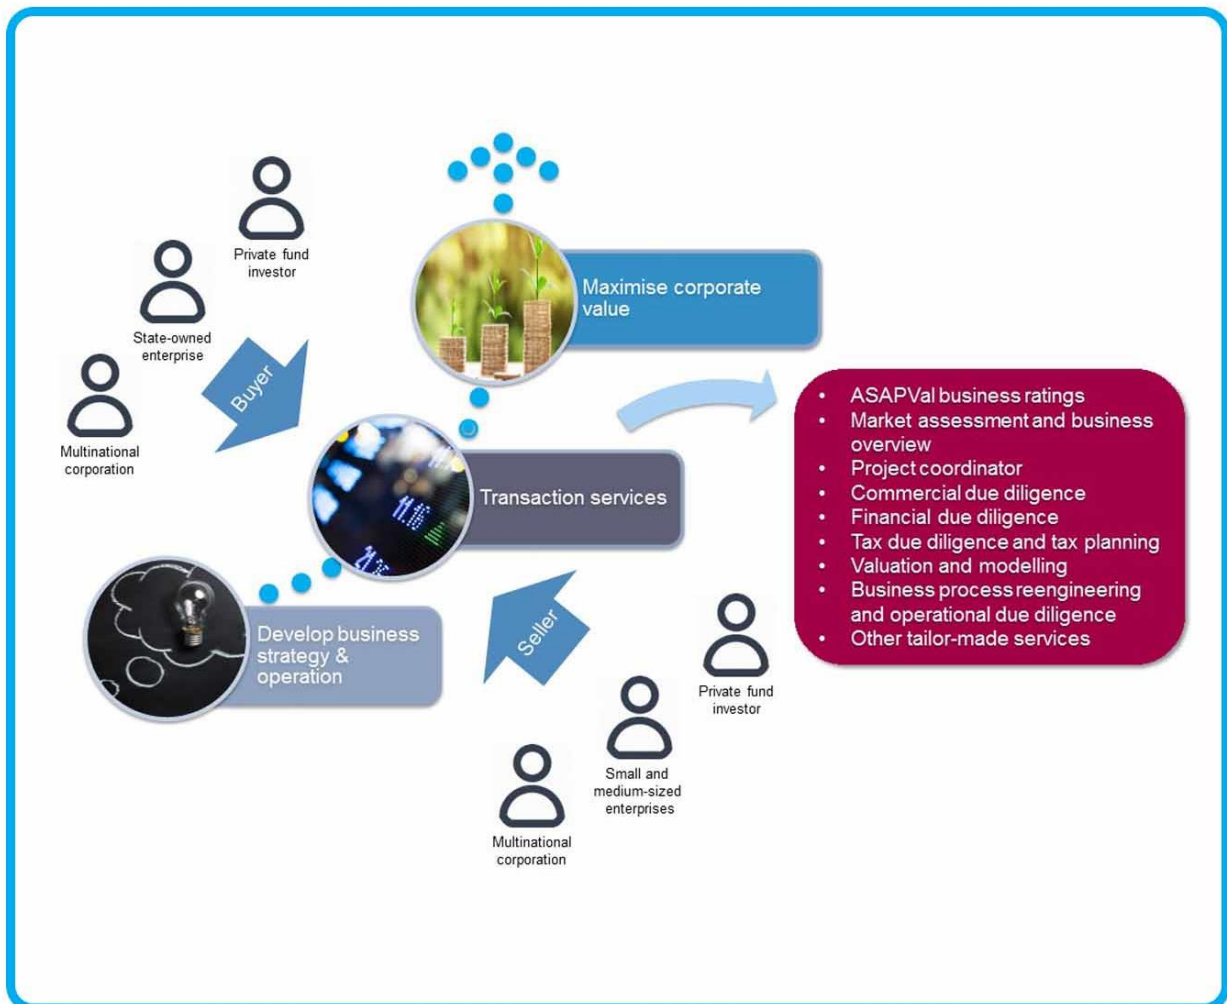 Private fund
investor
State-owned
enterprise
Multinational
corporation
Buyer
Maximise corporate
value
Transaction services
Develop business
strategy &
operation
Seller
Private fund
investor
Small and
medium-sized
enterprises
Multinational
corporation
• ASAPVal business ratings
• Market assessment and business
overview
• Project coordinator
• Commercial due diligence
• Financial due diligence
• Tax due diligence and tax planning
• Valuation and modelling
• Business process reengineering
and operational due diligence
• Other tailor-made services